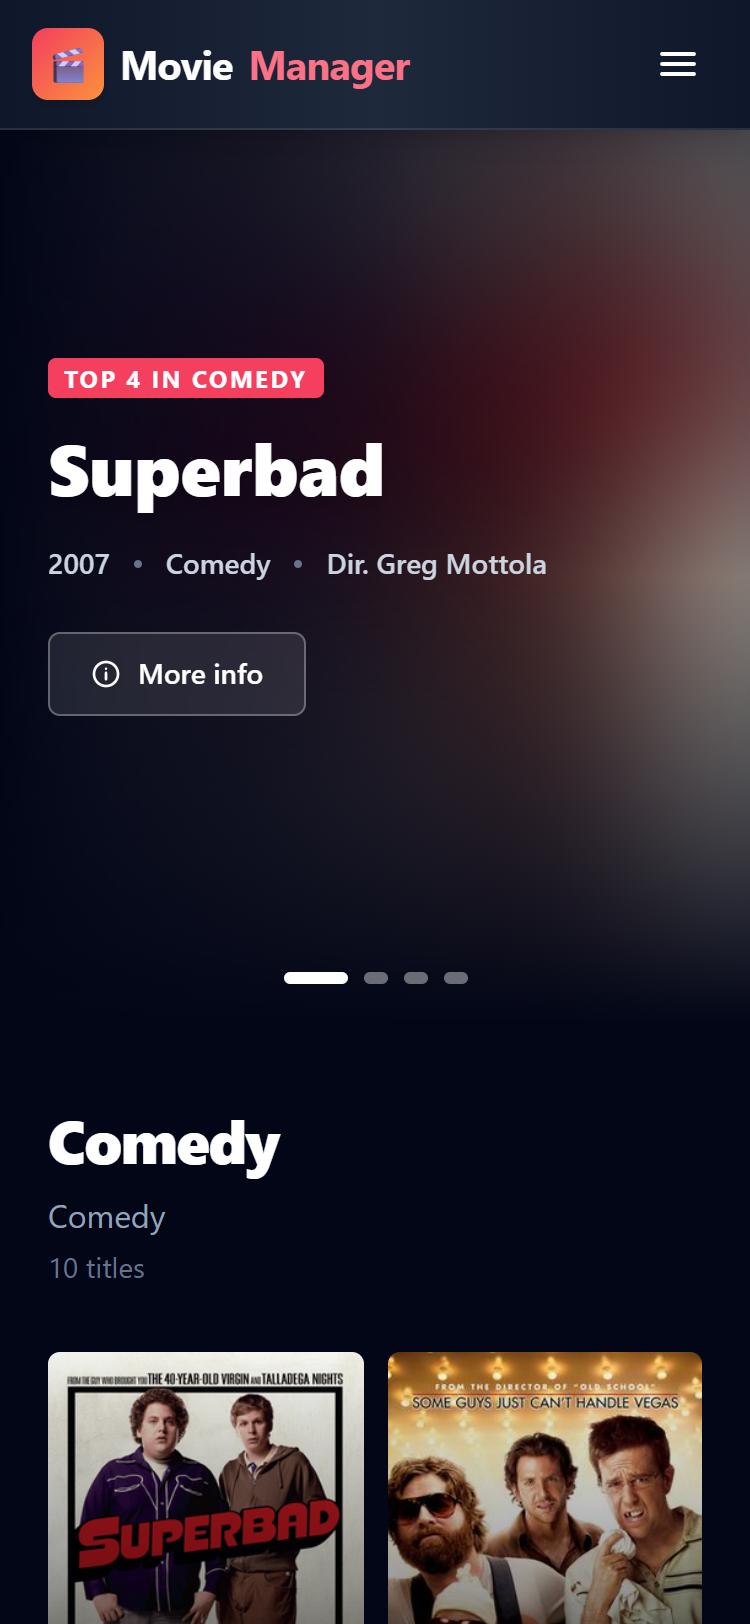 Movie Manager
TOP 4 IN COMEDY
Superbad
2007 • Comedy • Dir. Greg Mottola
More info
Comedy
Comedy
10 titles
FROM THE GUY WHO BROUGHT YOU THE 40-YEAR-OLD VIRGIN AND TALLADEGA NIGHTS
SUPERBAD
FROM THE DIRECTOR OF "OLD SCHOOL"
SOME GUYS JUST CAN'T HANDLE VEGAS